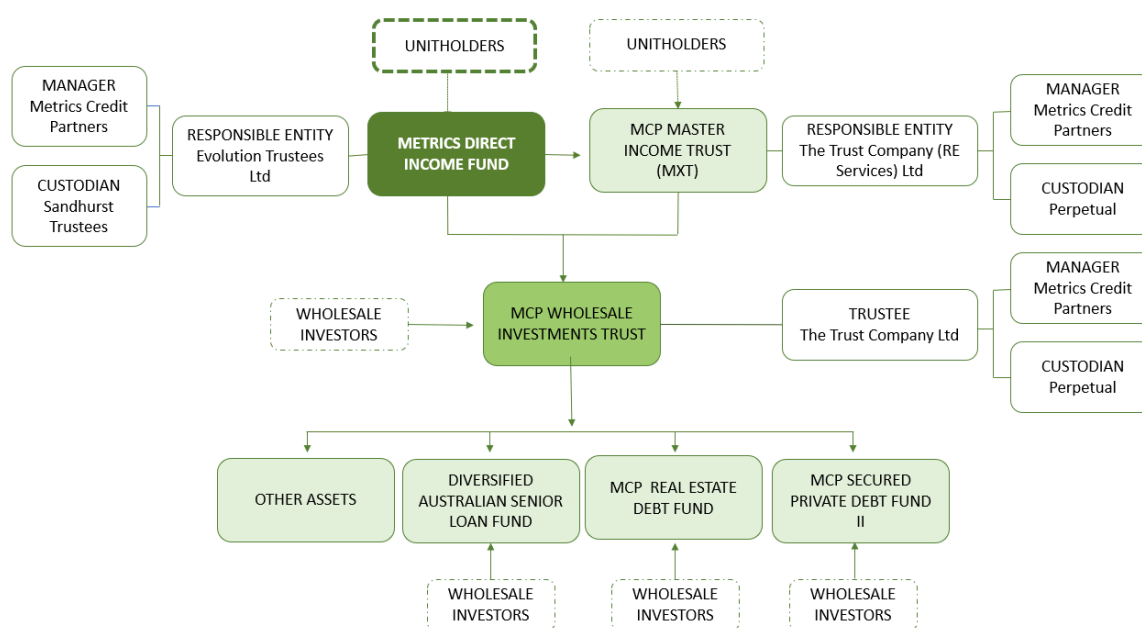 UNITHOLDERS
UNITHOLDERS
MANAGER
Metrics Credit
Partners
RESPONSIBLE ENTITY
Evolution Trustees
Ltd
CUSTODIAN
Sandhurst
Trustees
METRICS DIRECT
INCOME FUND
MCP MASTER
INCOME TRUST
(MXT)
RESPONSIBLE ENTITY
The Trust Company (RE
Services) Ltd
MANAGER
Metrics Credit
Partners
CUSTODIAN
Perpetual
WHOLESALE
INVESTORS
MCP WHOLESALE
INVESTMENTS TRUST
TRUSTEE
The Trust Company Ltd
MANAGER
Metrics Credit
Partners
CUSTODIAN
Perpetual
OTHER ASSETS
DIVERSIFIED
AUSTRALIAN SENIOR
LOAN FUND
MCP REAL ESTATE
DEBT FUND
MCP SECURED
PRIVATE DEBT FUND
II
WHOLESALE
INVESTORS
WHOLESALE
INVESTORS
WHOLESALE
INVESTORS